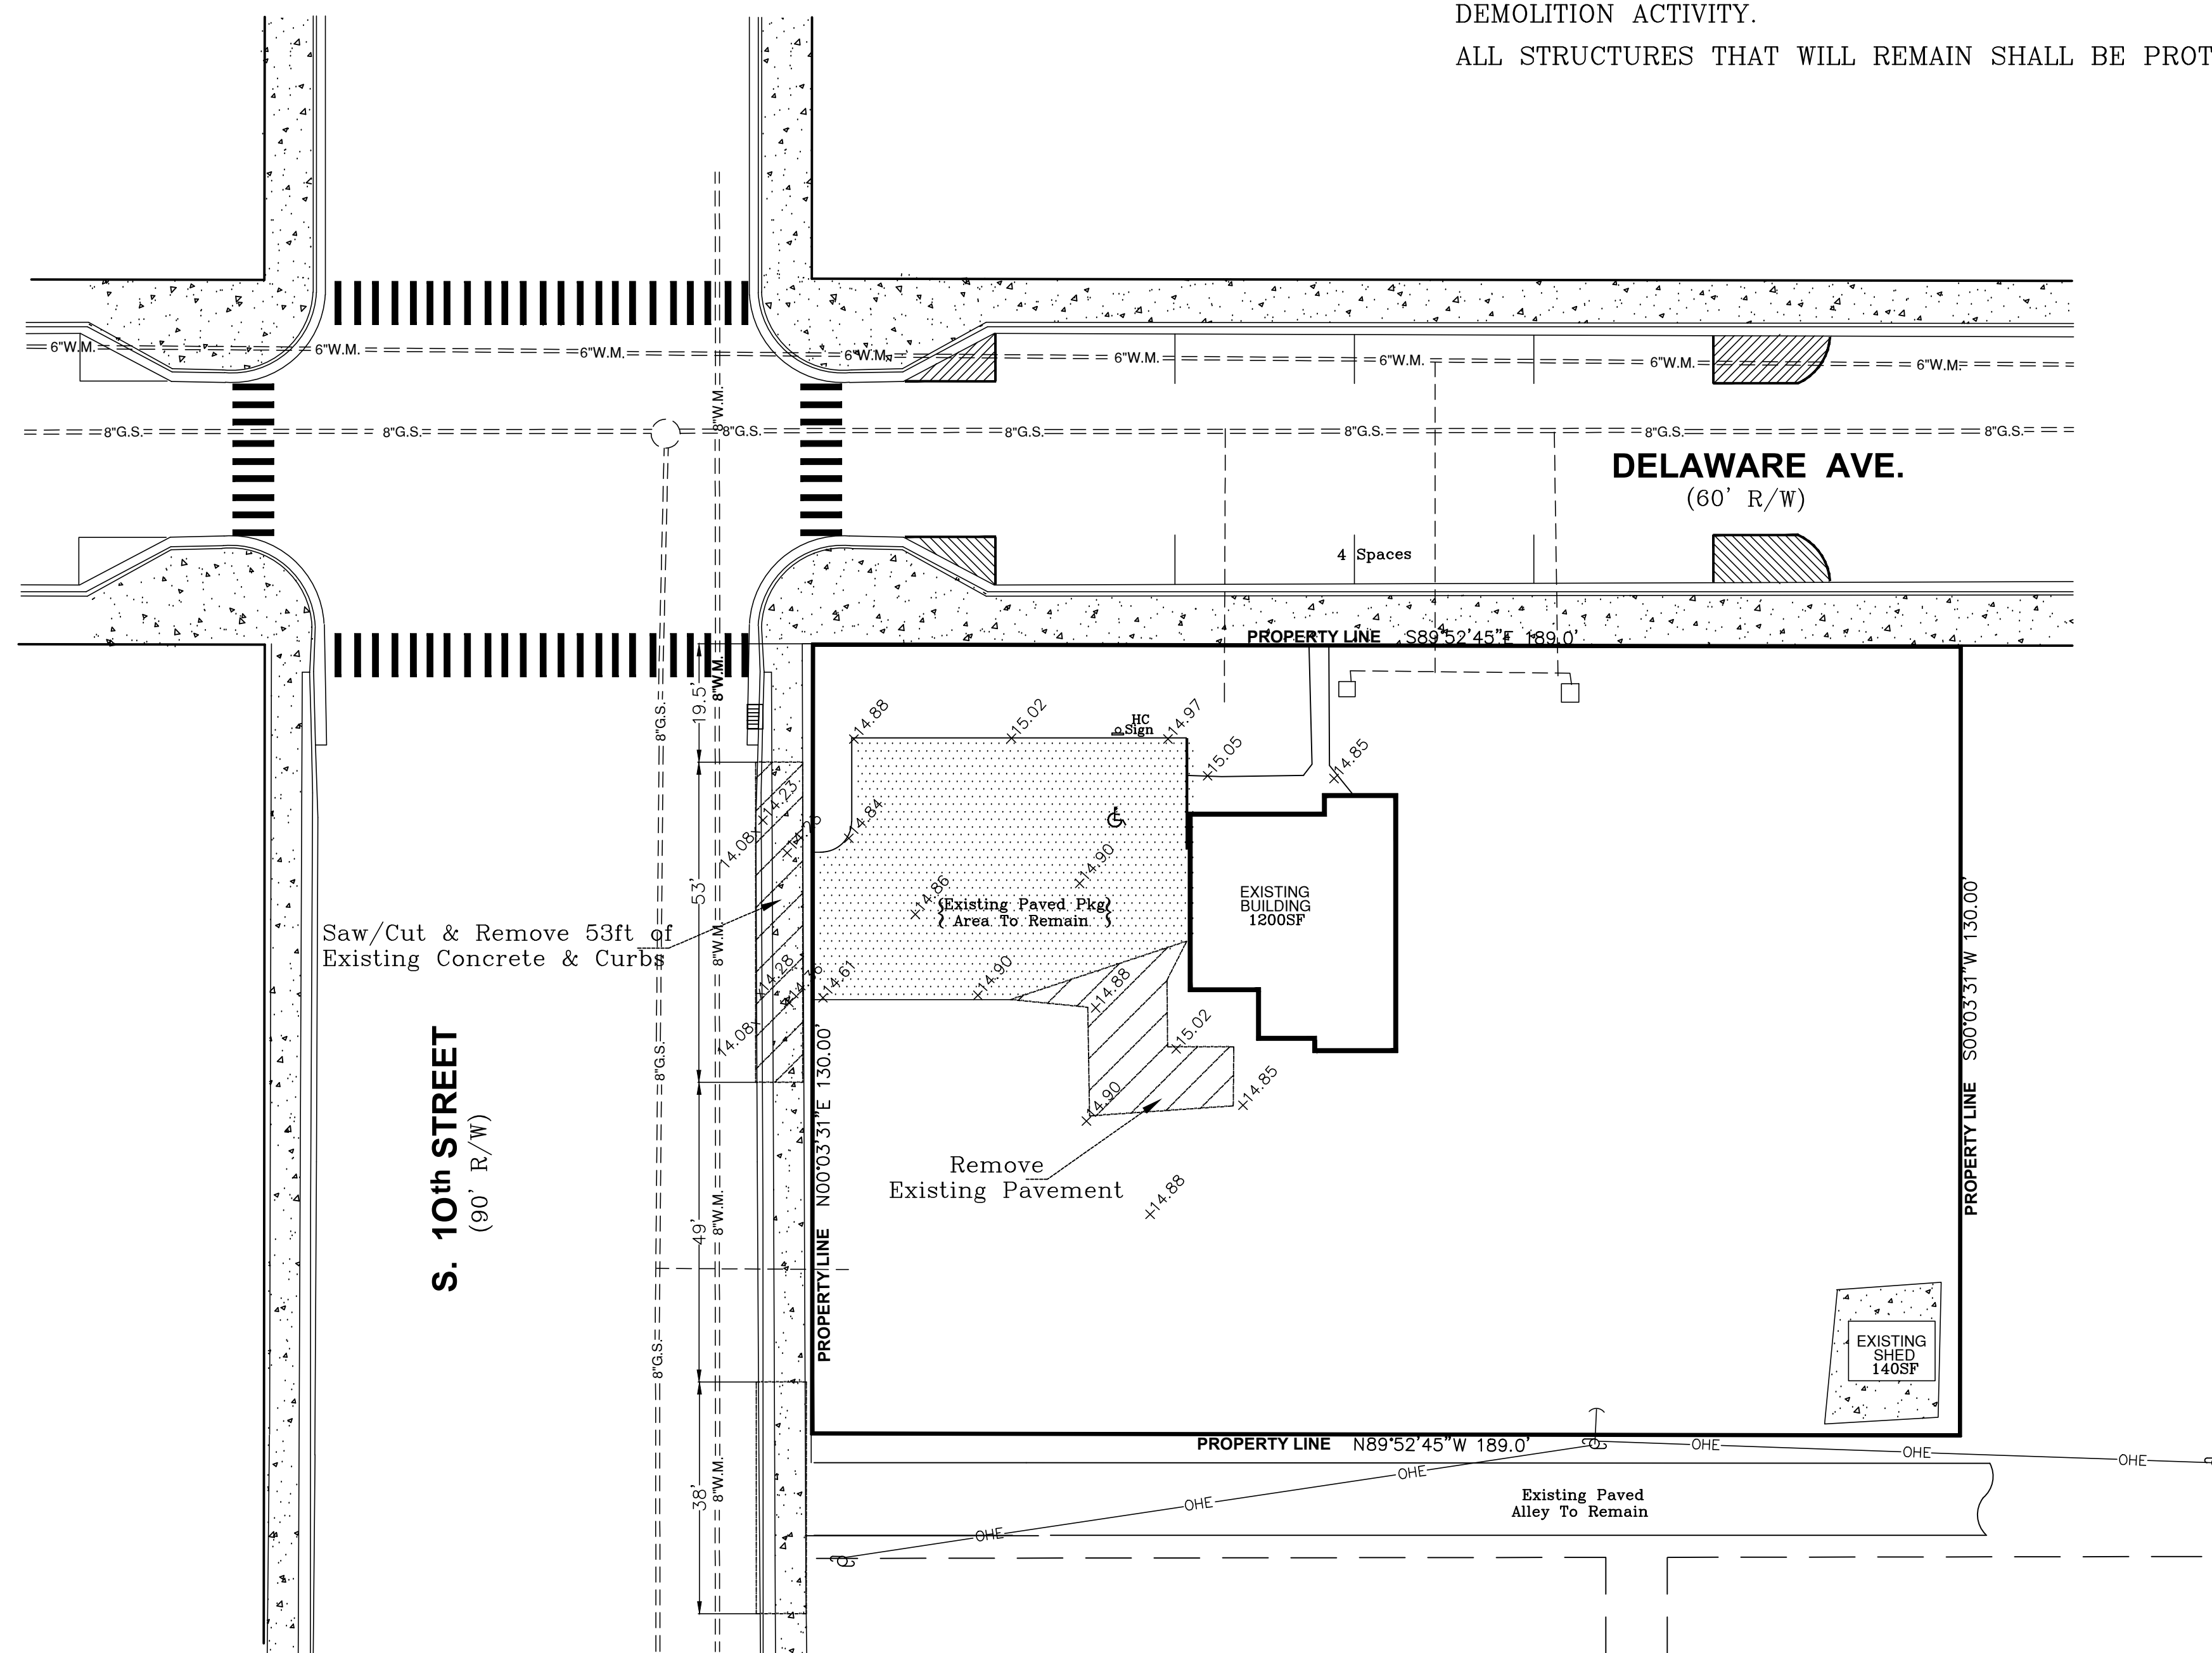 DEMOLITION ACTIVITY.
ALL STRUCTURES THAT WILL REMAIN SHALL BE PROT
6"W.M.
6"W.M.
6"W.M.
6"W.M.
6"W.M.
6"W.M.
6"W.M.
6"W.M.
8"W.M.
8"G.S.
8"G.S.
8"G.S.
8"G.S.
8"G.S.
8"G.S.
8"G.S.
DELAWARE AVE.
(60' R/W)
4 Spaces
PROPERTY LINE S89°52'45"E 189.0'
19.5'
8"W.M.
8"G.S.
14.88
15.02
HC
Sign
14.97
15.05
14.85
14.23
14.08
14.84
53'
14.90
14.86
Existing Paved Pkg
Area To Remain
EXISTING
BUILDING
1200SF
Saw/Cut & Remove 53ft of
Existing Concrete & Curbs
8"W.M.
14.28
14.61
14.90
14.88
14.08
15.02
8"G.S.
14.90
14.85
S. 10th STREET
(90' R/W)
PROPERTY LINE N00°03'31"E 130.00'
PROPERTY LINE S00°03'31"W 130.00'
Remove
Existing Pavement
14.88
49'
8"W.M.
8"G.S.
EXISTING
SHED
140SF
38'
8"W.M.
PROPERTY LINE N89°52'45"W 189.0'
OHE
OHE
OHE
OHE
OHE
OHE
Existing Paved
Alley To Remain